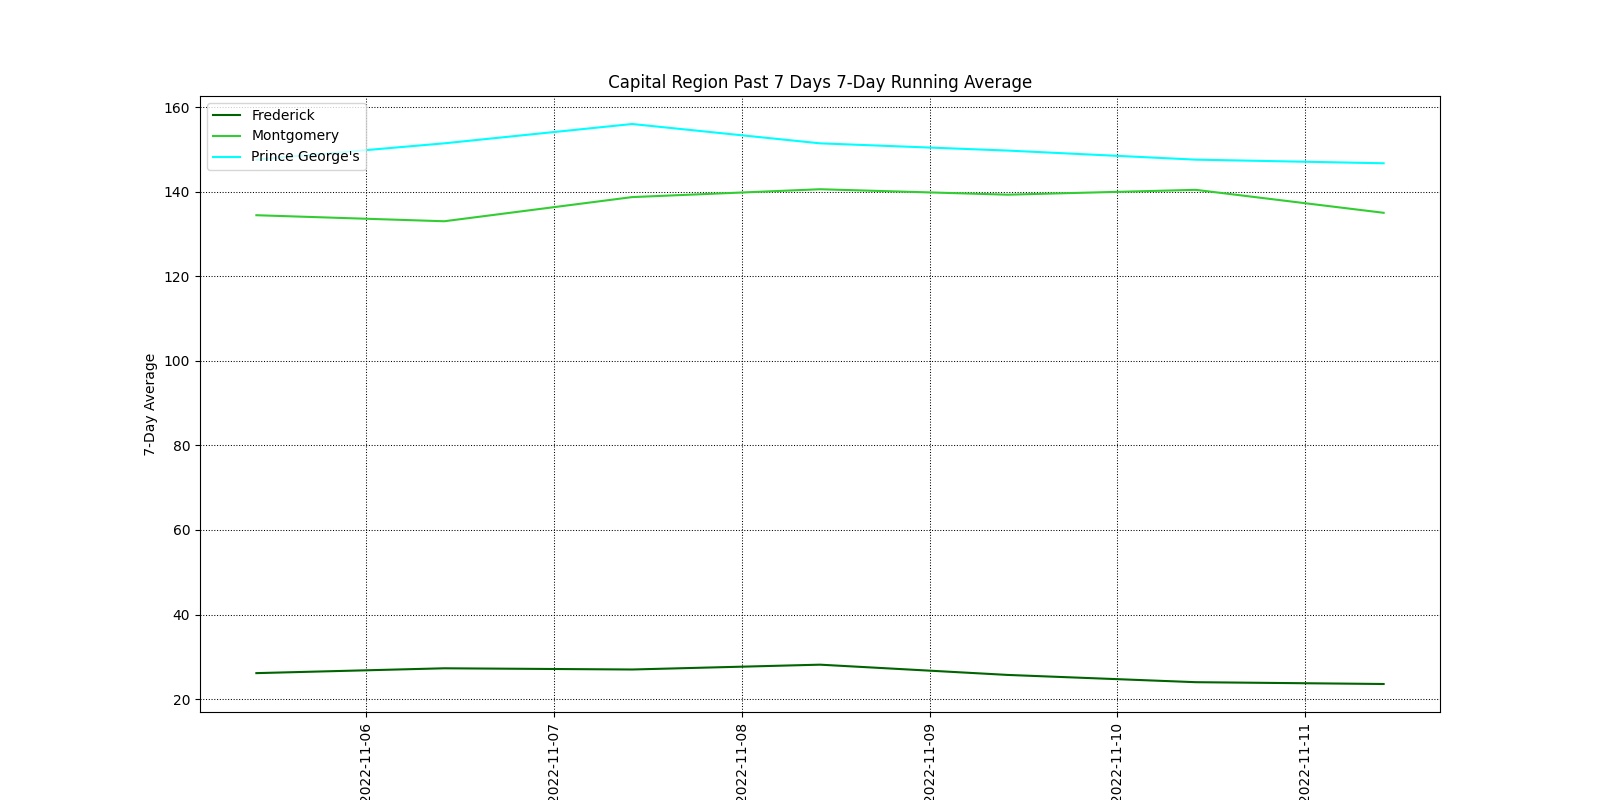 Capital Region Past 7 Days 7-Day Running Average
Frederick
Montgomery
Prince George's
7-Day Average
160
140
120
100
80
60
40
20
2022-11-06
2022-11-07
2022-11-08
2022-11-09
2022-11-10
2022-11-11